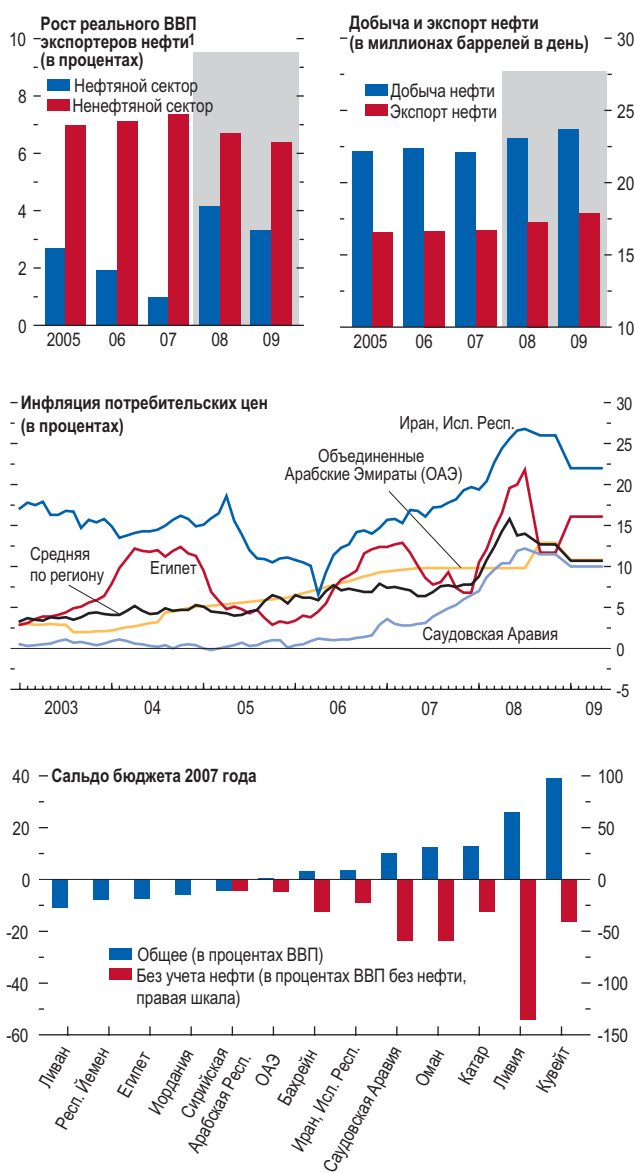 Рост реального ВВП
экспортеров нефти1
(в процентах)
10
8
6
4
2
0
Нефтяной сектор
Ненефтяной сектор
2005 06 07 08 09
Добыча и экспорт нефти
(в миллионах баррелей в день)
30
25
20
15
10
Добыча нефти
Экспорт нефти
2005 06 07 08 09
Инфляция потребительских цен
(в процентах)
30
25
20
15
10
5
0
-5
Иран, Исл. Респ.
Объединенные
Арабские Эмираты (ОАЭ)
Средняя
по региону
Египет
Саудовская Аравия
2003 04 05 06 07 08 09
Сальдо бюджета 2007 года
40
20
0
-20
-40
-60
100
50
0
-50
-100
-150
Общее (в процентах ВВП)
Без учета нефти (в процентах ВВП без нефти,
правая шкала)
Ливан
Респ. Йемен
Египет
Иордания
Сирийская
Арабская Респ.
ОАЭ
Бахрейн
Иран, Исл. Респ.
Саудовская Аравия
Оман
Катар
Ливия
Кувейт